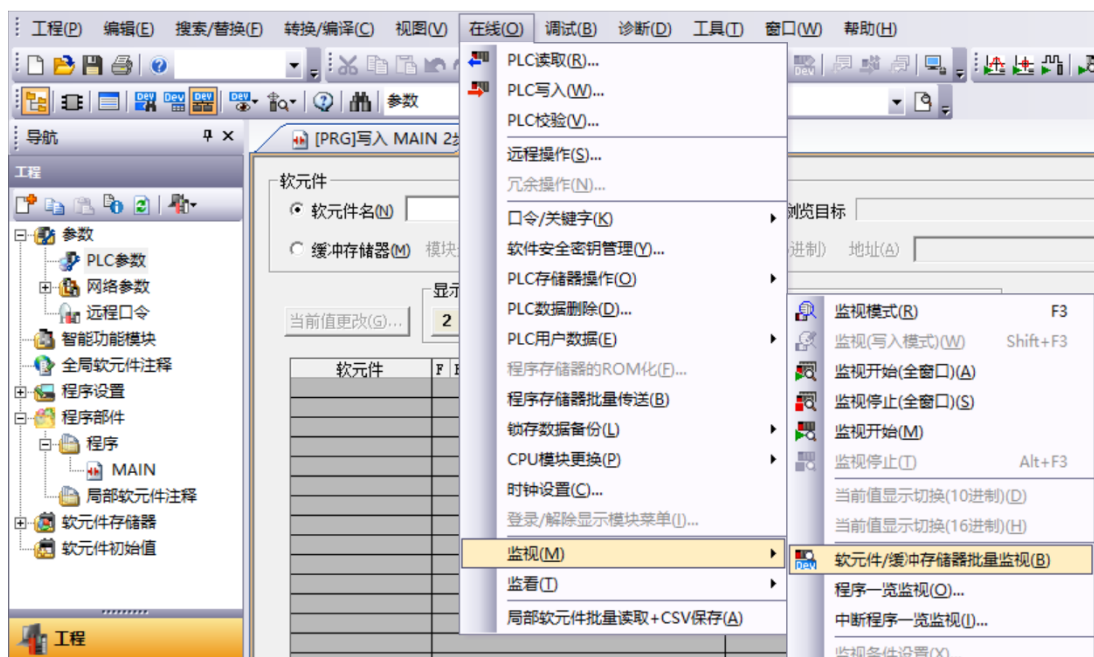 工程(P) 编辑(E) 搜索/替换(F) 转换/编译(C) 视图(V) 在线(O) 调试(B) 诊断(D) 工具(T) 窗口(W) 帮助(H)
参数
导航
[PRG]写入 MAIN 2步
工程
参数
PLC参数
网络参数
远程口令
智能功能模块
全局软元件注释
程序设置
程序部件
程序
MAIN
局部软元件注释
软元件存储器
软元件初始值
工程
软元件
软元件名(N)
浏览目标
缓冲存储器(M) 模块
进制) 地址(A)
显示
当前值更改(G)... 2
软元件 F
PLC读取(R)...
PLC写入(W)...
PLC校验(V)...
远程操作(S)...
冗余操作(N)...
口令/关键字(K)
软件安全密钥管理(Y)...
PLC存储器操作(O)
PLC数据删除(D)...
PLC用户数据(E)
程序存储器的ROM化(F)...
程序存储器批量传送(B)
锁存数据备份(L)
CPU模块更换(P)
时钟设置(C)...
登录/解除显示模块菜单(I)...
监视(M)
监看(T)
局部软元件批量读取+CSV保存(A)
监视模式(R) F3
监视(写入模式)(W) Shift+F3
监视开始(全窗口)(A)
监视停止(全窗口)(S)
监视开始(M)
监视停止(T) Alt+F3
当前值显示切换(10进制)(D)
当前值显示切换(16进制)(H)
软元件/缓冲存储器批量监视(B)
程序一览监视(O)...
中断程序一览监视(I)...
监视条件设置(X)...